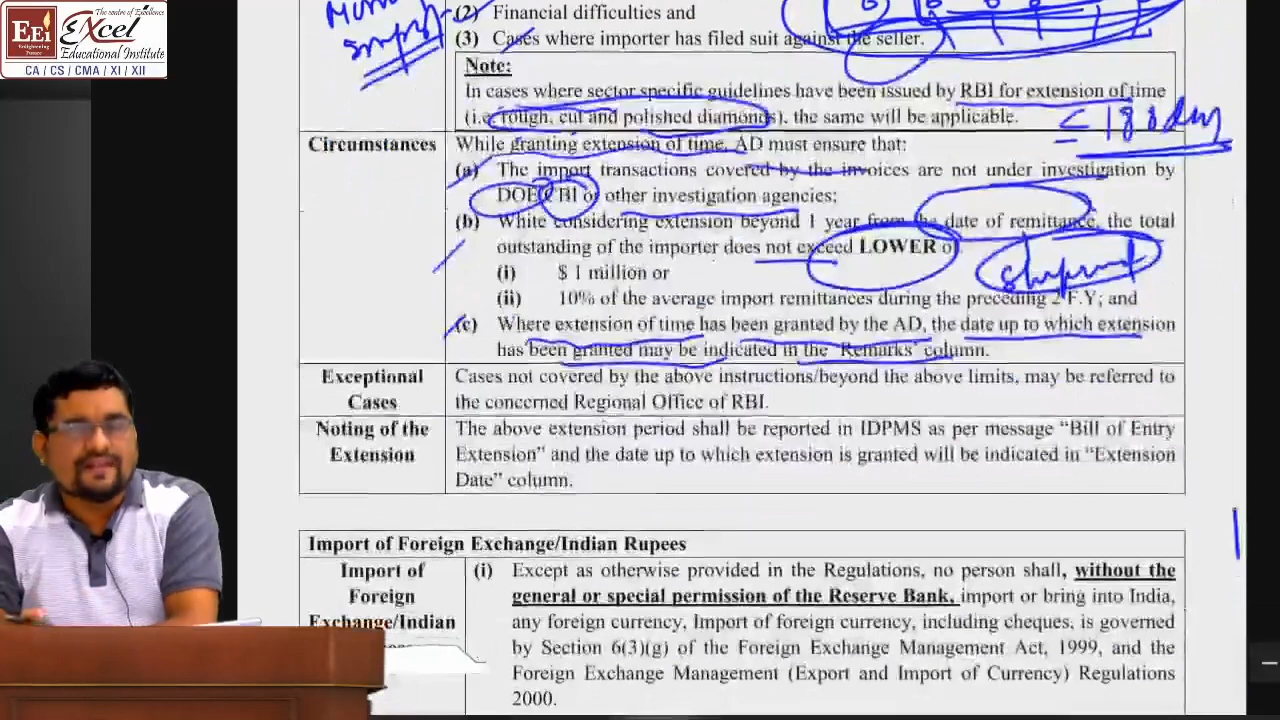 EEi
Enlightening
Future
The centre of Excellence
Excel
Educational Institute
CA / CS / CMA / XI / XII
(2) Financial difficulties and
(3) Cases where importer has filed suit against the seller.
Note:
In cases where sector specific guidelines have been issued by RBI for extension of time
(i.e rough, cut and polished diamonds), the same will be applicable.
≤ 180 days
Circumstances
While granting extension of time, AD must ensure that:
(a) The import transactions covered by the invoices are not under investigation by
DOE/CBI or other investigation agencies;
(b) White considering extension beyond 1 year from the date of remittance, the total
outstanding of the importer does not exceed LOWER of
Shipment
(i) $ 1 million or
(ii) 10% of the average import remittances during the preceding 2 F.Y; and
(c) Where extension of time has been granted by the AD, the date up to which extension
has been granted may be indicated in the 'Remarks' column.
Exceptional
Cases
Cases not covered by the above instructions/beyond the above limits, may be referred to
the concerned Regional Office of RBI.
Noting of the
Extension
The above extension period shall be reported in IDPMS as per message “Bill of Entry
Extension” and the date up to which extension is granted will be indicated in “Extension
Date” column.
Import of Foreign Exchange/Indian Rupees
Import of
Foreign
Exchange/Indian
(i) Except as otherwise provided in the Regulations, no person shall, without the
general or special permission of the Reserve Bank, import or bring into India,
any foreign currency, Import of foreign currency, including cheques, is governed
by Section 6(3)(g) of the Foreign Exchange Management Act, 1999, and the
Foreign Exchange Management (Export and Import of Currency) Regulations
2000.